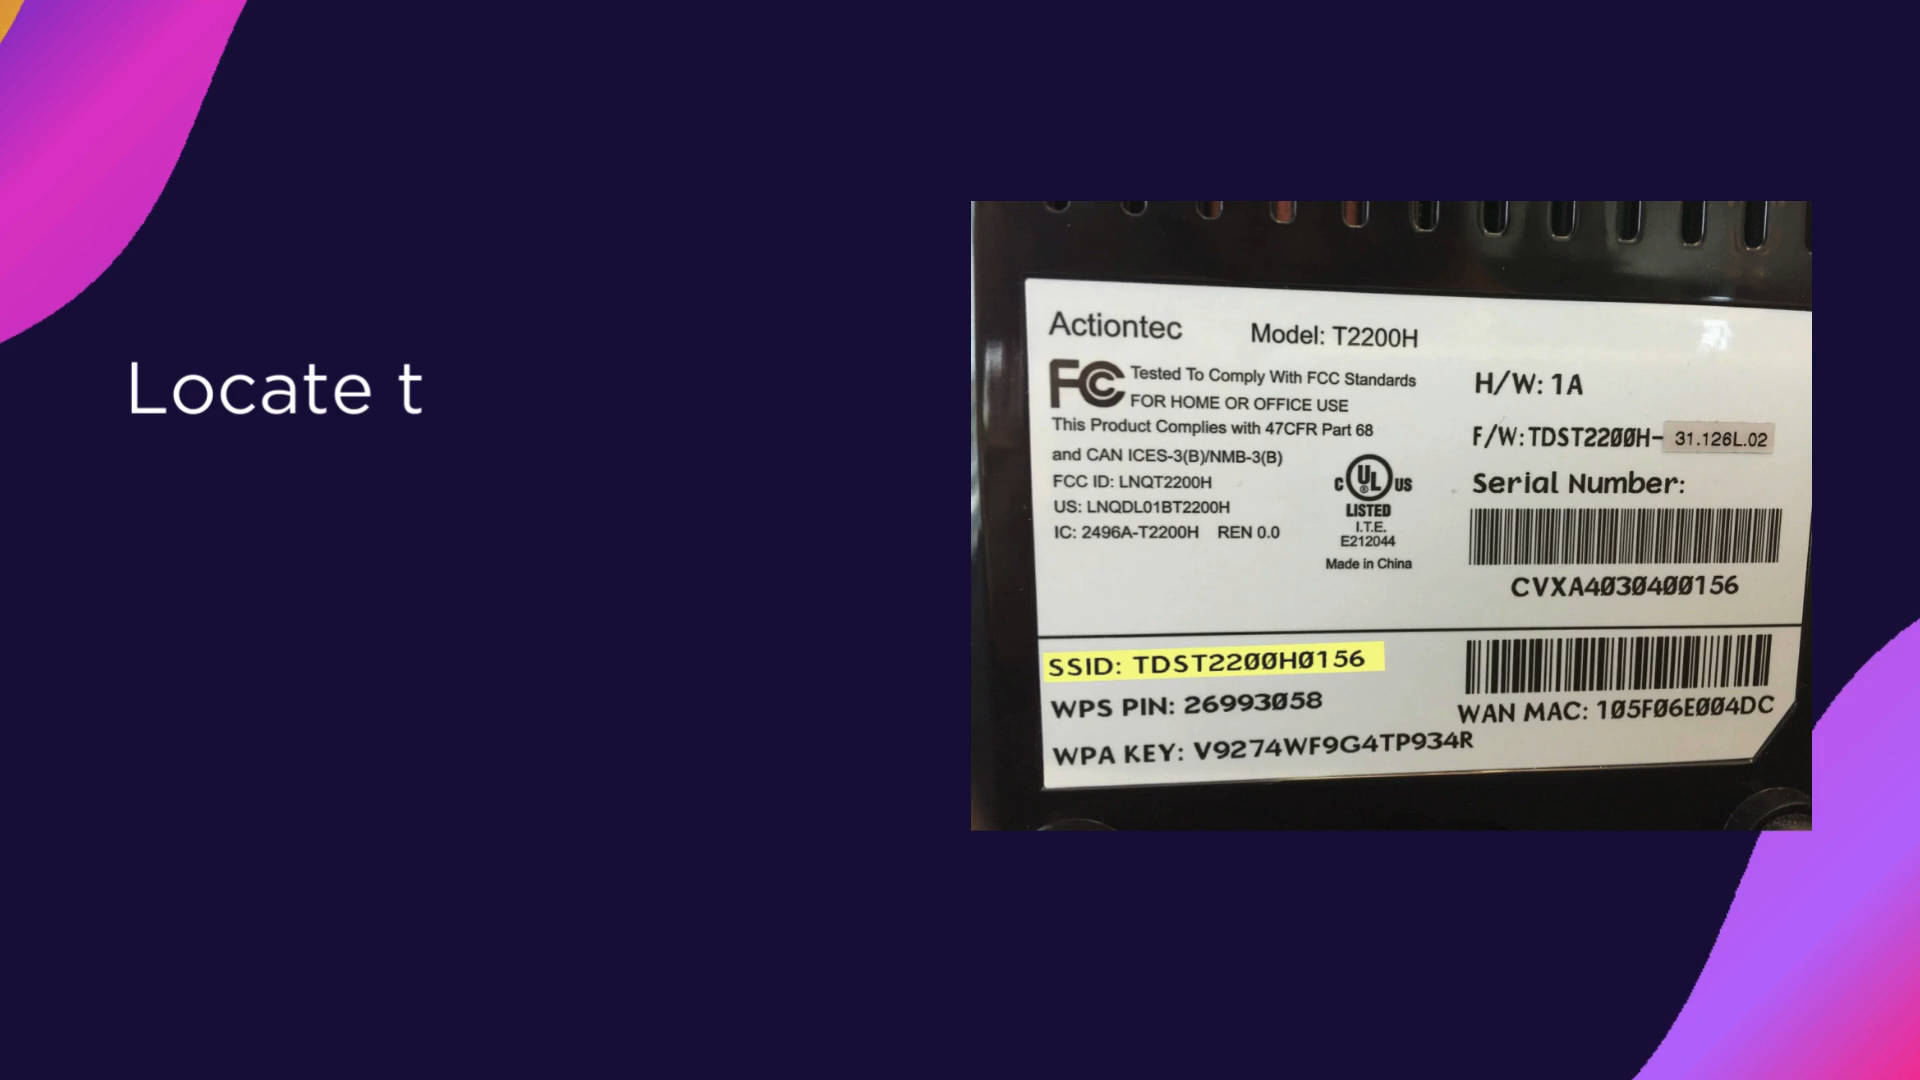 Locate t
Actiontec
Model: T2200H
FC Tested To Comply With FCC Standards
FOR HOME OR OFFICE USE
This Product Complies with 47CFR Part 68
and CAN ICES-3(B)/NMB-3(B)
FCC ID: LNQT2200H
US: LNQDL01BT2200H
IC: 2496A-T2200H REN 0.0
C UL ® US
LISTED
I.T.E.
E212044
Made in China
H/W: 1A
F/W: TDST2200H- 31.126L.02
Serial Number:
CVXA4030400156
SSID: TDST2200H0156
WPS PIN: 26993058
WPA KEY: V9274WF9G4TP934R
WAN MAC: 105F06E004DC